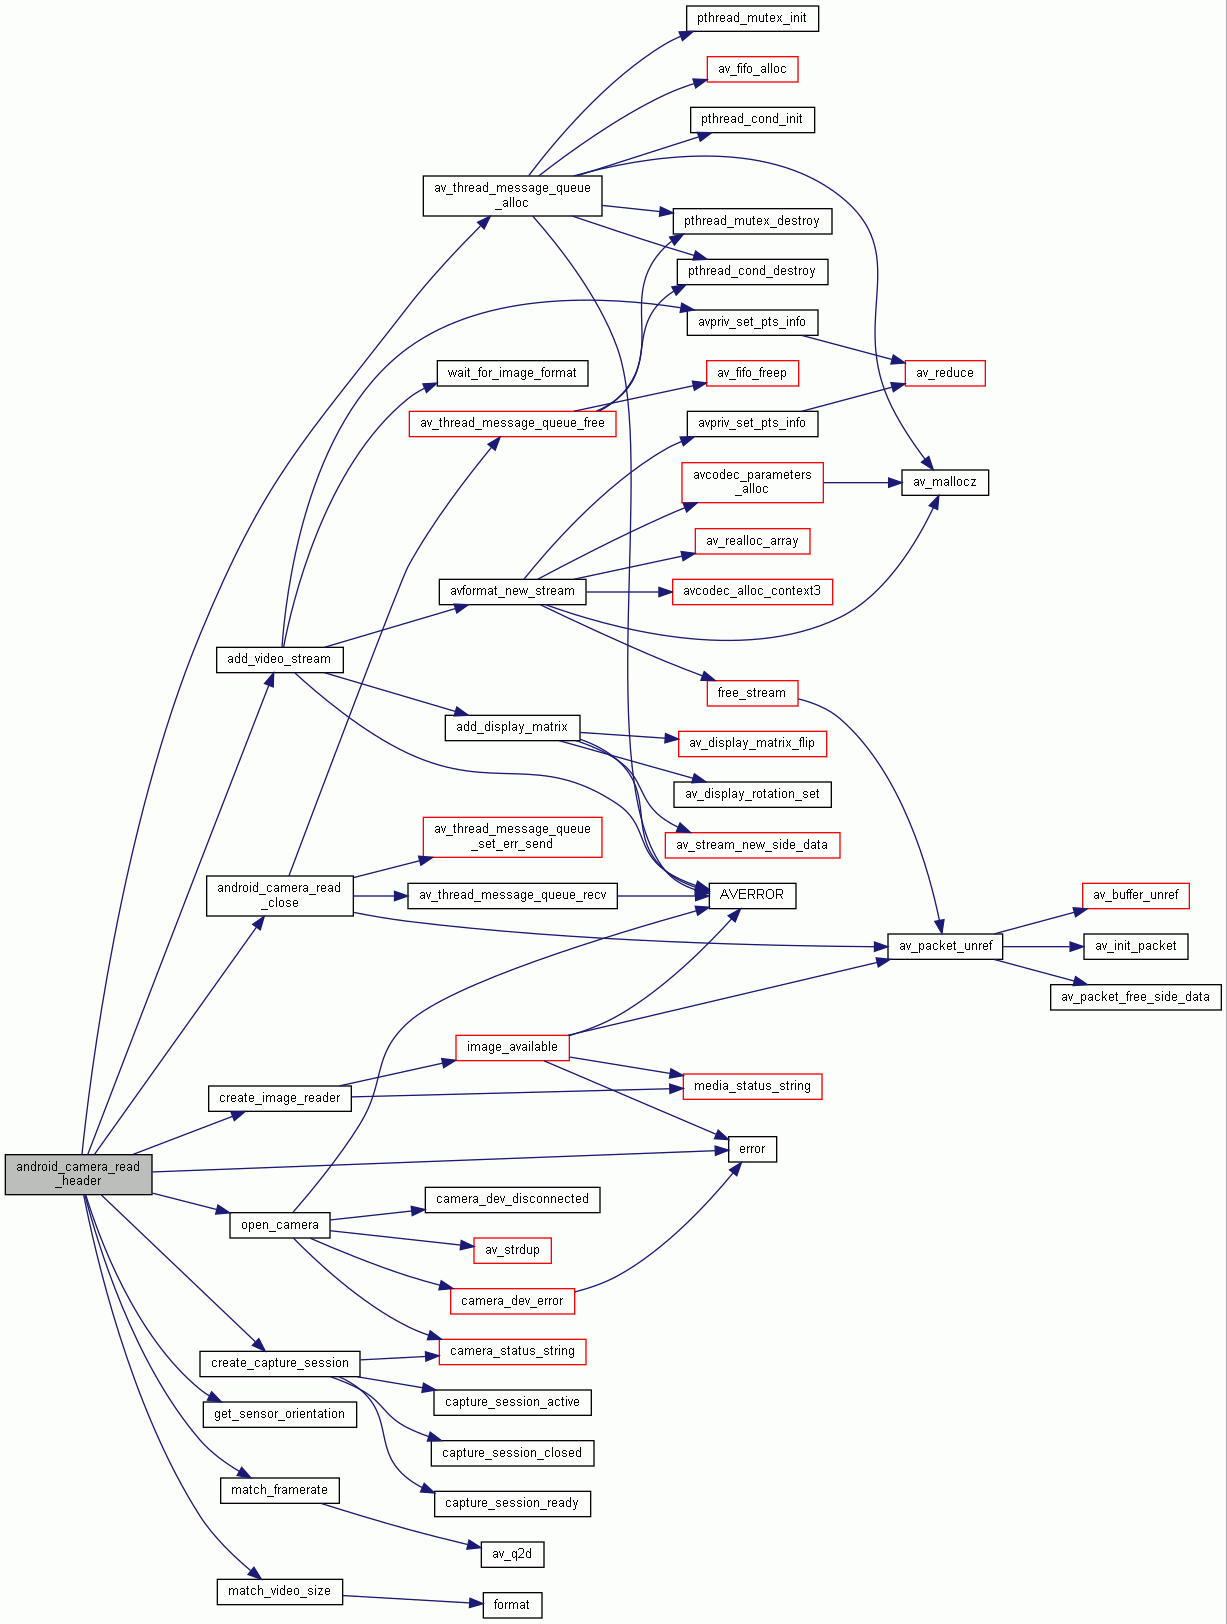 pthread_mutex_init
av_fifo_alloc
pthread_cond_init
av_thread_message_queue
_alloc
pthread_mutex_destroy
pthread_cond_destroy
avpriv_set_pts_info
wait_for_image_format
av_fifo_freep
av_reduce
av_thread_message_queue_free
avpriv_set_pts_info
avcodec_parameters
_alloc
av_mallocz
av_realloc_array
avformat_new_stream
avcodec_alloc_context3
add_video_stream
free_stream
add_display_matrix
av_display_matrix_flip
av_display_rotation_set
av_thread_message_queue
_set_err_send
av_stream_new_side_data
android_camera_read
_close
av_thread_message_queue_recv
AVERROR
av_buffer_unref
av_packet_unref
av_init_packet
av_packet_free_side_data
image_available
media_status_string
create_image_reader
error
android_camera_read
_header
camera_dev_disconnected
open_camera
av_strdup
camera_dev_error
camera_status_string
create_capture_session
capture_session_active
get_sensor_orientation
capture_session_closed
match_framerate
capture_session_ready
av_q2d
match_video_size
format